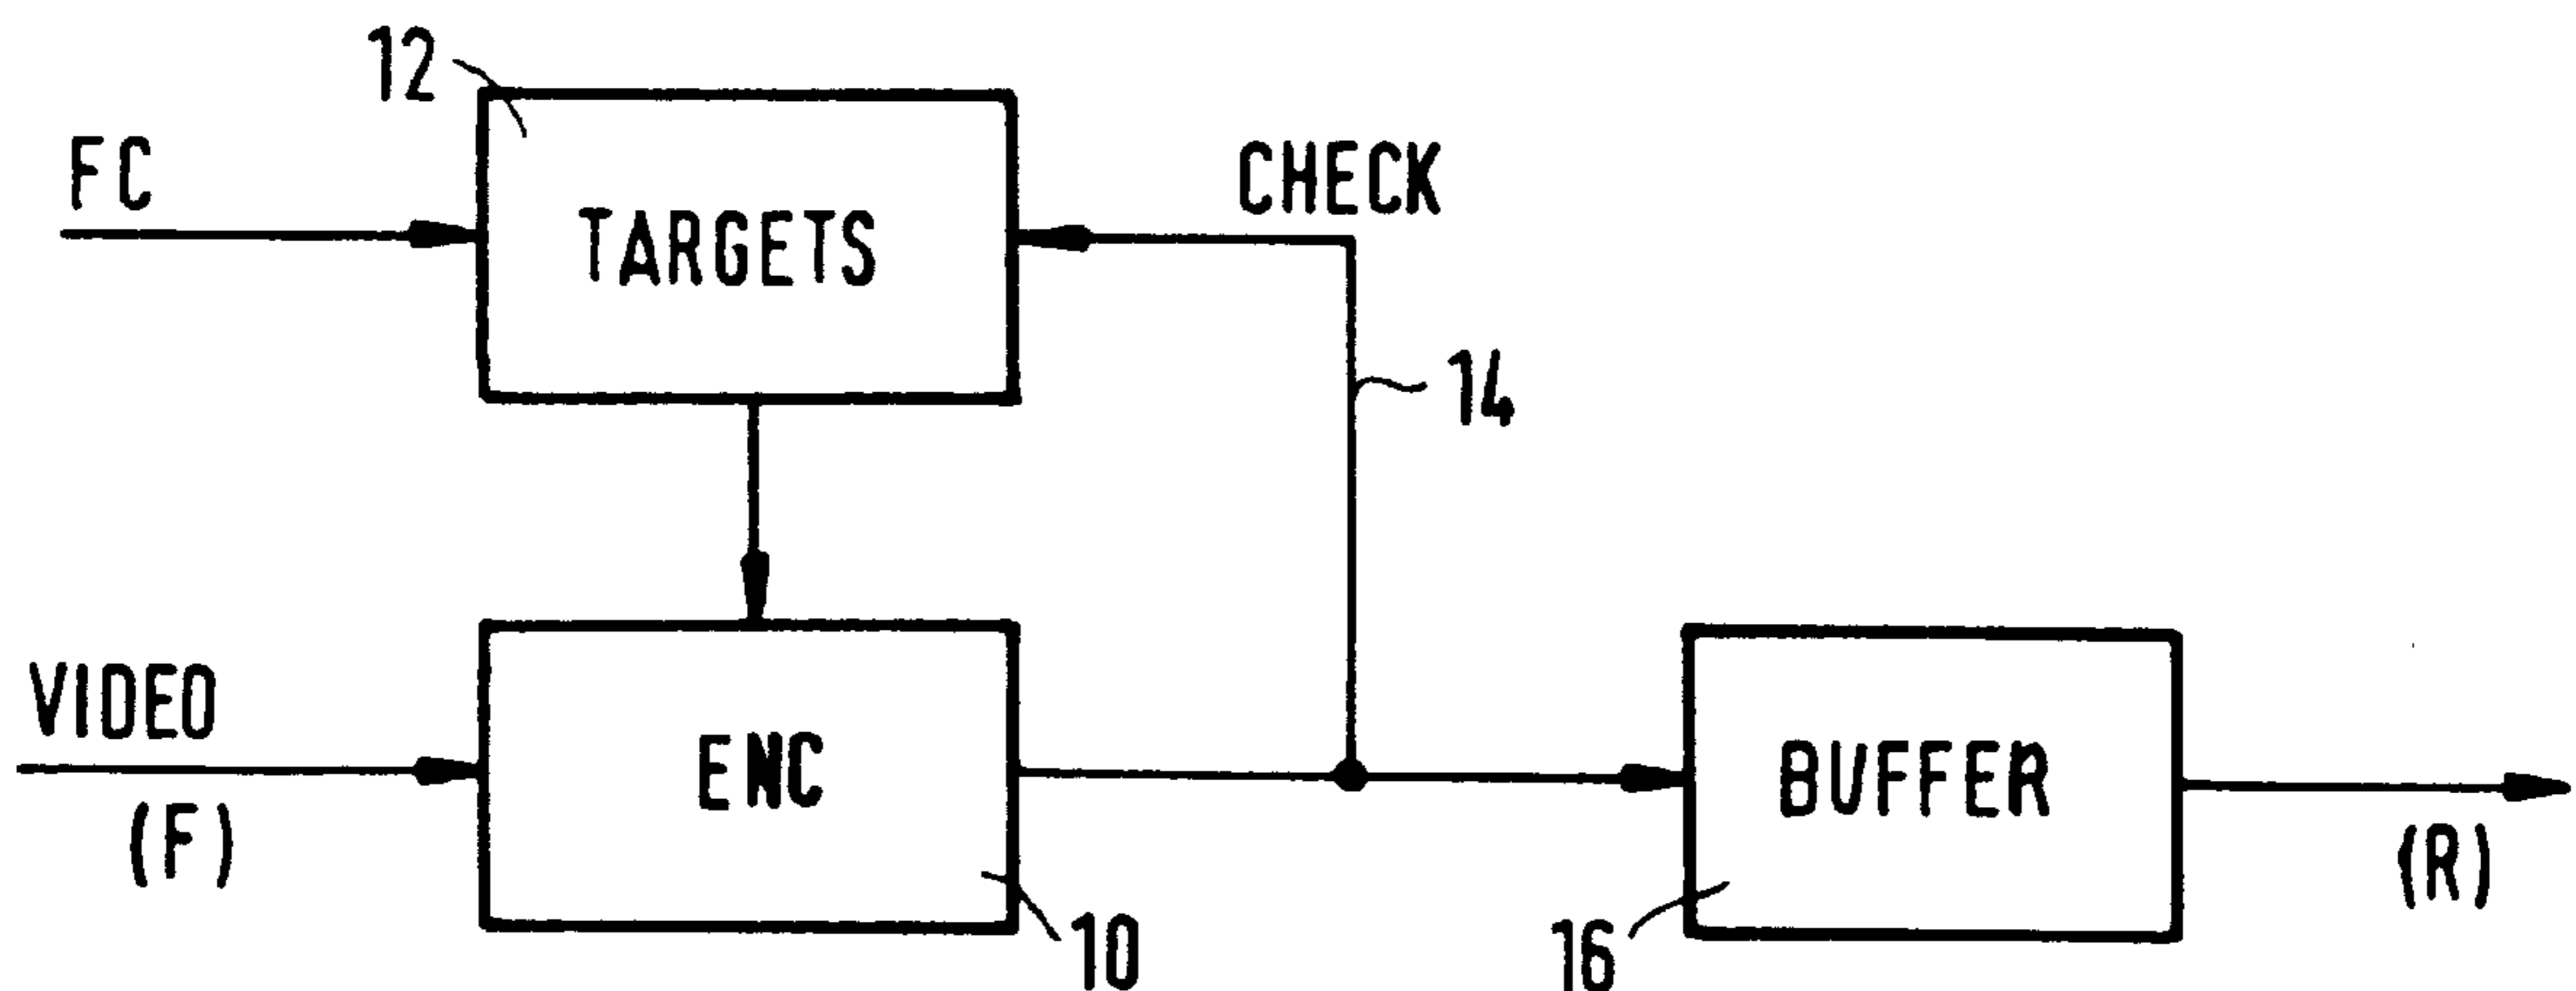 12
FC
TARGETS
CHECK
14
VIDEO
(F)
ENC
10
BUFFER
16
(R)